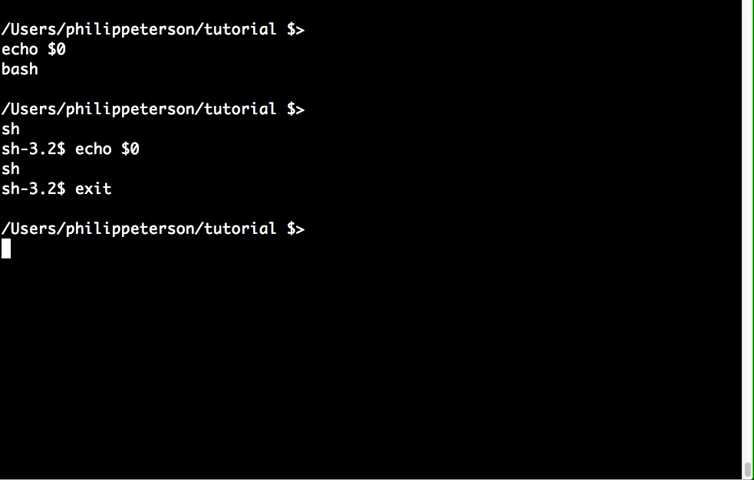 /Users/philippeterson/tutorial $>
echo $0
bash
/Users/philippeterson/tutorial $>
sh
sh-3.2$ echo $0
sh
sh-3.2$ exit
/Users/philippeterson/tutorial $>